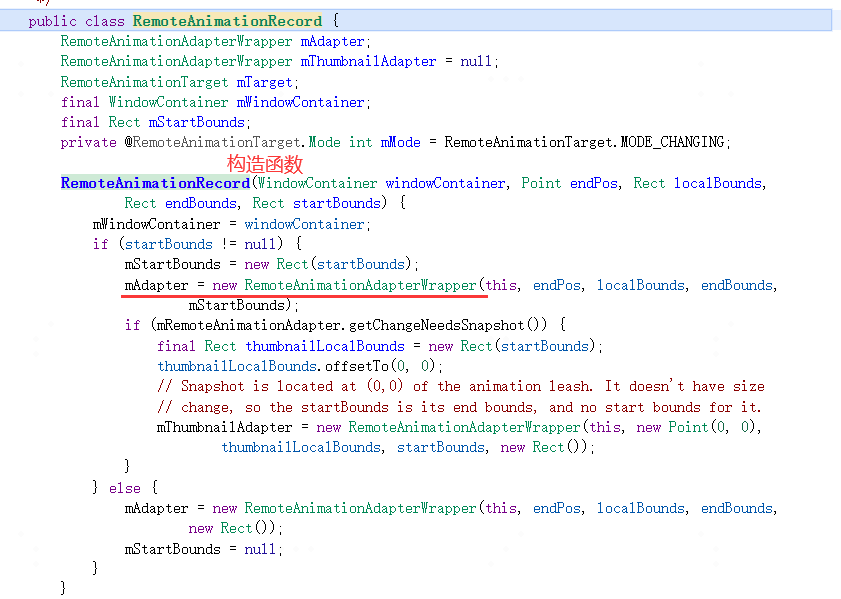 */
public class RemoteAnimationRecord {
RemoteAnimationAdapterWrapper mAdapter;
RemoteAnimationAdapterWrapper mThumbnailAdapter = null;
RemoteAnimationTarget mTarget;
final WindowContainer mWindowContainer;
final Rect mStartBounds;
private @RemoteAnimationTarget.Mode int mMode = RemoteAnimationTarget.MODE_CHANGING;
构造函数
RemoteAnimationRecord(WindowContainer windowContainer, Point endPos, Rect localBounds,
Rect endBounds, Rect startBounds) {
mWindowContainer = windowContainer;
if (startBounds != null) {
mStartBounds = new Rect(startBounds);
mAdapter = new RemoteAnimationAdapterWrapper(this, endPos, localBounds, endBounds,
mStartBounds);
if (mRemoteAnimationAdapter.getChangeNeedsSnapshot()) {
final Rect thumbnailLocalBounds = new Rect(startBounds);
thumbnailLocalBounds.offsetTo(0, 0);
// Snapshot is located at (0,0) of the animation leash. It doesn't have size
// change, so the startBounds is its end bounds, and no start bounds for it.
mThumbnailAdapter = new RemoteAnimationAdapterWrapper(this, new Point(0, 0),
thumbnailLocalBounds, startBounds, new Rect());
}
} else {
mAdapter = new RemoteAnimationAdapterWrapper(this, endPos, localBounds, endBounds,
new Rect());
mStartBounds = null;
}
}